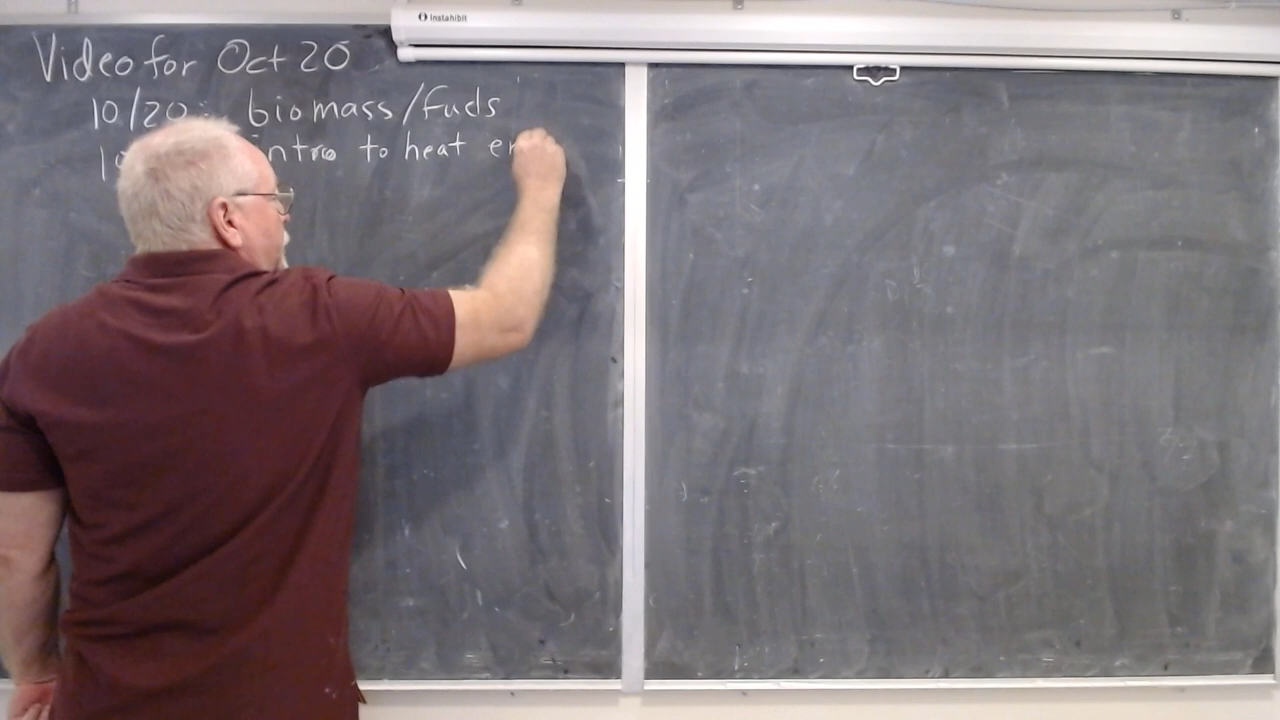 Instahibit
Video for Oct 20
10/20: biomass/fuels
intro to heat